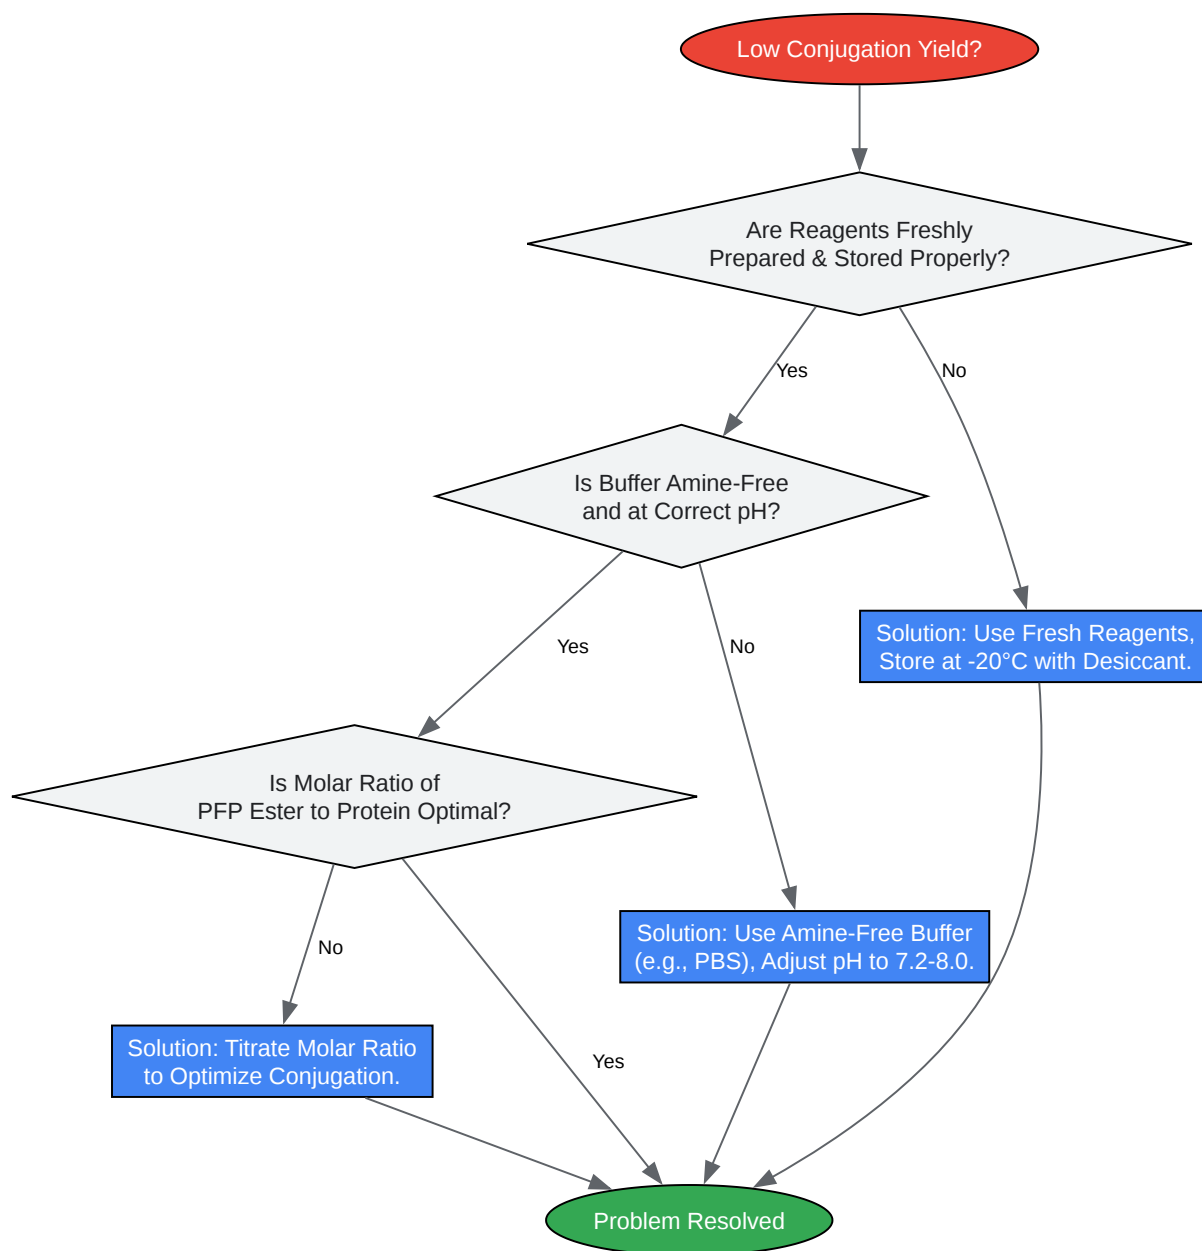 Low Conjugation Yield?
Are Reagents Freshly
Prepared & Stored Properly?
Yes
No
Is Buffer Amine-Free
and at Correct pH?
Yes
No
Solution: Use Fresh Reagents,
Store at -20°C with Desiccant.
Is Molar Ratio of
PFP Ester to Protein Optimal?
No
Yes
Solution: Use Amine-Free Buffer
(e.g., PBS), Adjust pH to 7.2-8.0.
Solution: Titrate Molar Ratio
to Optimize Conjugation.
Problem Resolved